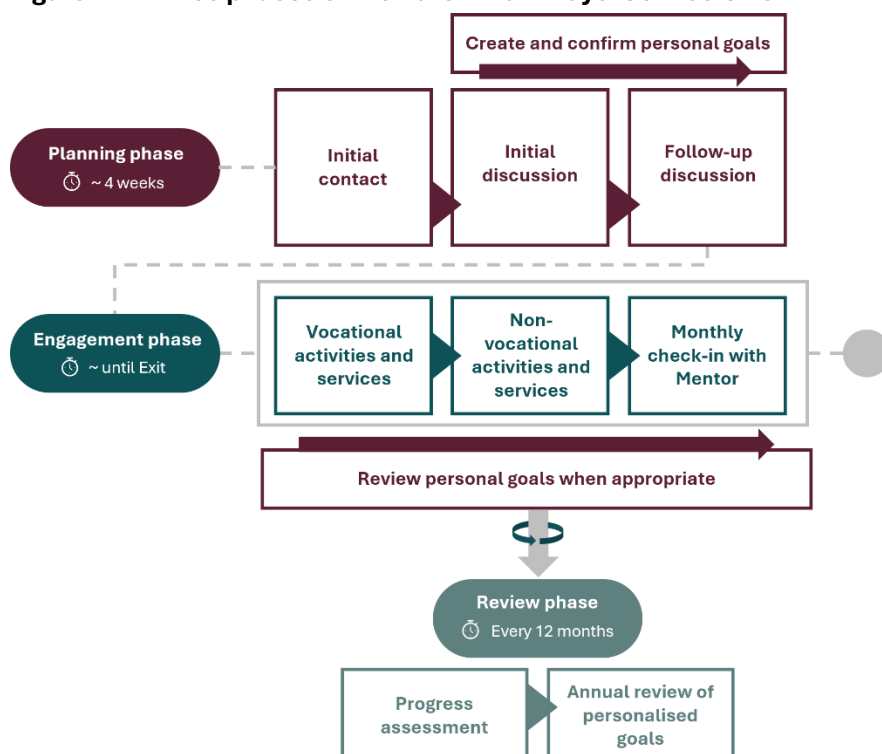 Create and confirm personal goals
Planning phase
~ 4 weeks
Initial
contact
Initial
discussion
Follow-up
discussion
Engagement phase
~ until Exit
Vocational
activities and
services
Non-
vocational
activities and
services
Monthly
check-in with
Mentor
Review personal goals when appropriate
Review phase
Every 12 months
Progress
assessment
Annual review of
personalised
goals